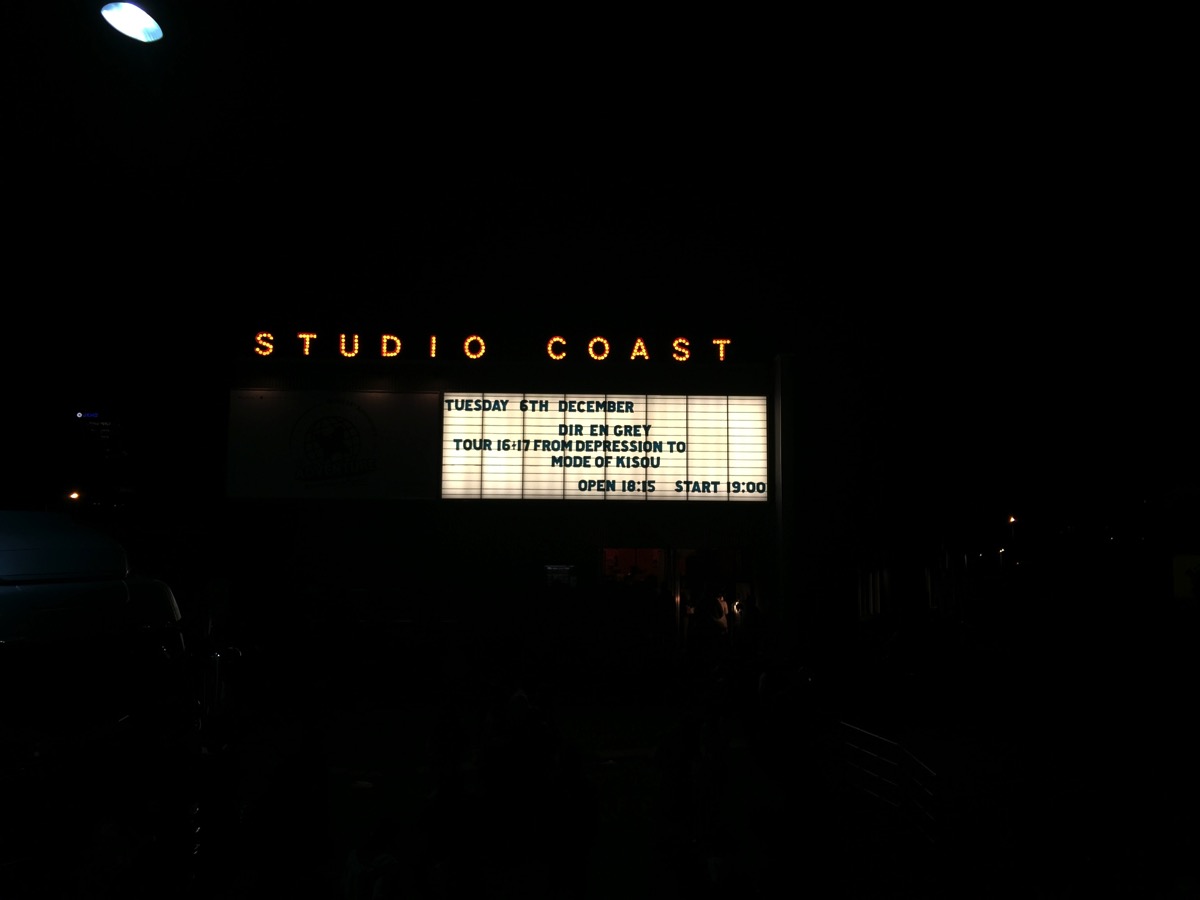 STUDIO COAST
TUESDAY 6TH DECEMBER
DIR EN GREY
TOUR 16-17 FROM DEPRESSION TO
MODE OF KISOU
OPEN 18:15 START 19:00